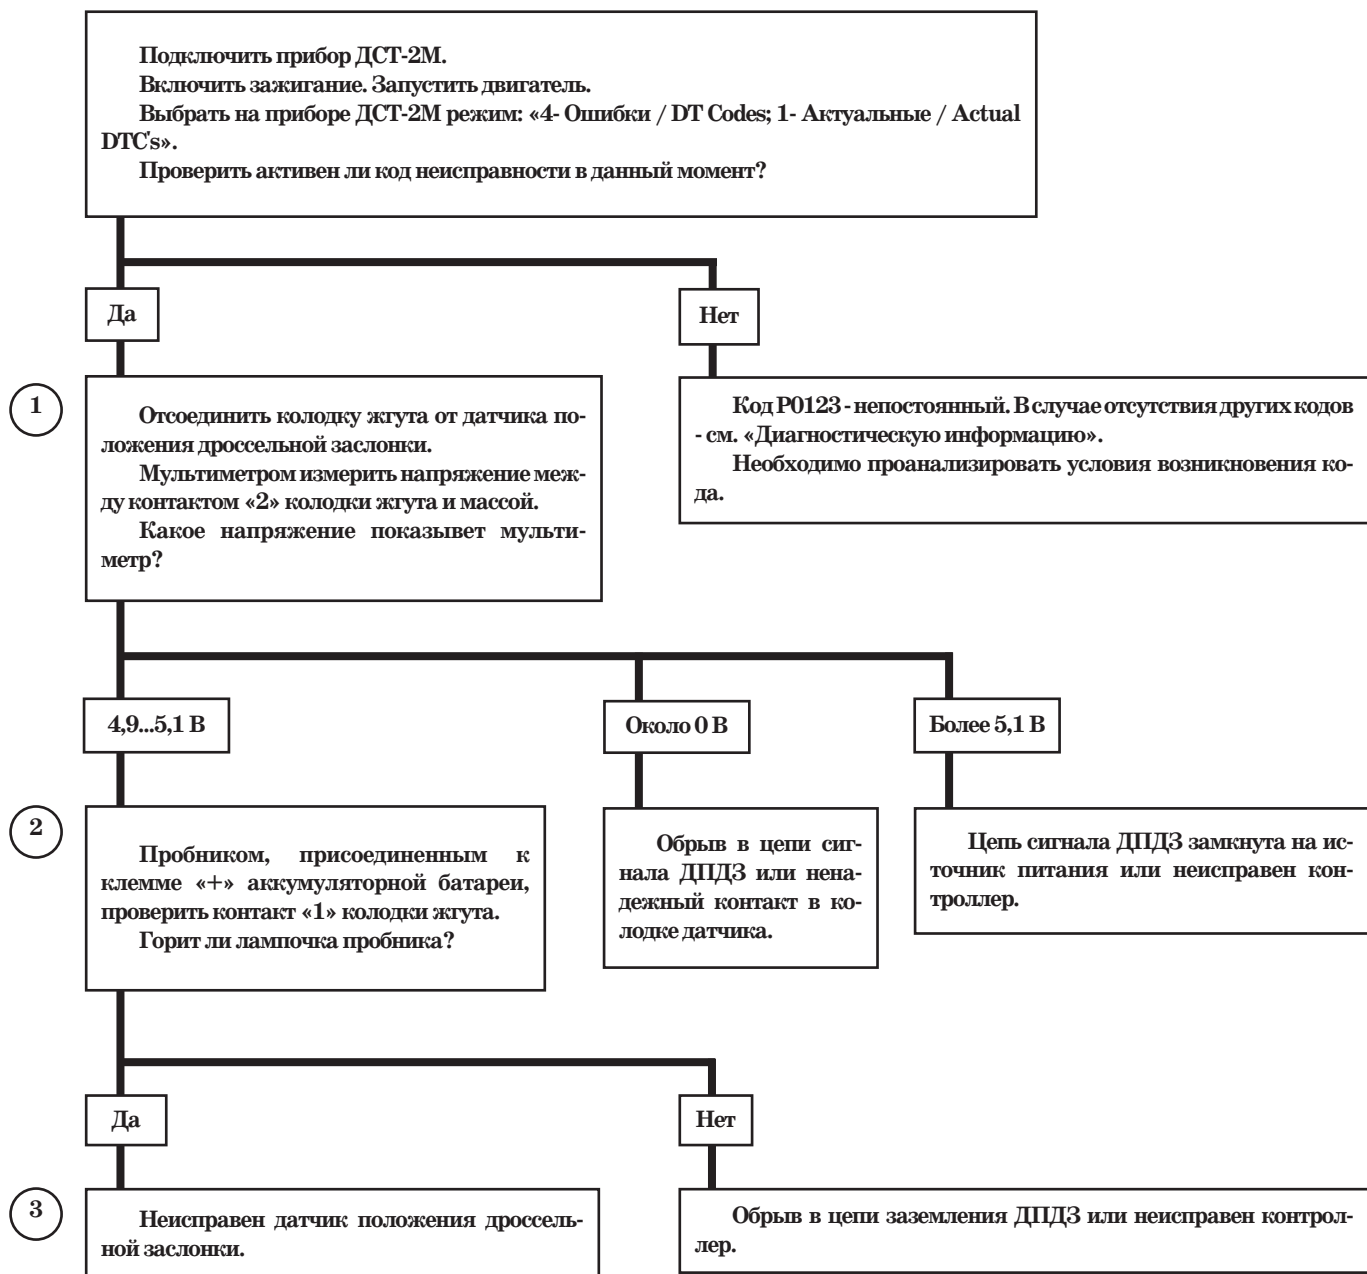 Подключить прибор ДСТ-2М.
Включить зажигание. Запустить двигатель.
Выбрать на приборе ДСТ-2М режим: «4- Ошибки / DT Codes; 1- Актуальные / Actual
DTC's».
Проверить активен ли код неисправности в данный момент?
Да
Нет
1
Отсоединить колодку жгута от датчика по-
ложения дроссельной заслонки.
Мультиметром измерить напряжение меж-
ду контактом «2» колодки жгута и массой.
Какое напряжение показывет мульти-
метр?
Код Р0123 - непостоянный. В случае отсутствия других кодов
- см. «Диагностическую информацию».
Необходимо проанализировать условия возникновения ко-
да.
4,9...5,1 В
Около 0 В
Более 5,1 В
2
Пробником, присоединенным к
клемме «+» аккумуляторной батареи,
проверить контакт «1» колодки жгута.
Горит ли лампочка пробника?
Обрыв в цепи сиг-
нала ДПДЗ или нена-
дежный контакт в ко-
лодке датчика.
Цепь сигнала ДПДЗ замкнута на ис-
точник питания или неисправен кон-
троллер.
Да
Нет
3
Неисправен датчик положения дроссель-
ной заслонки.
Обрыв в цепи заземления ДПДЗ или неисправен контрол-
лер.